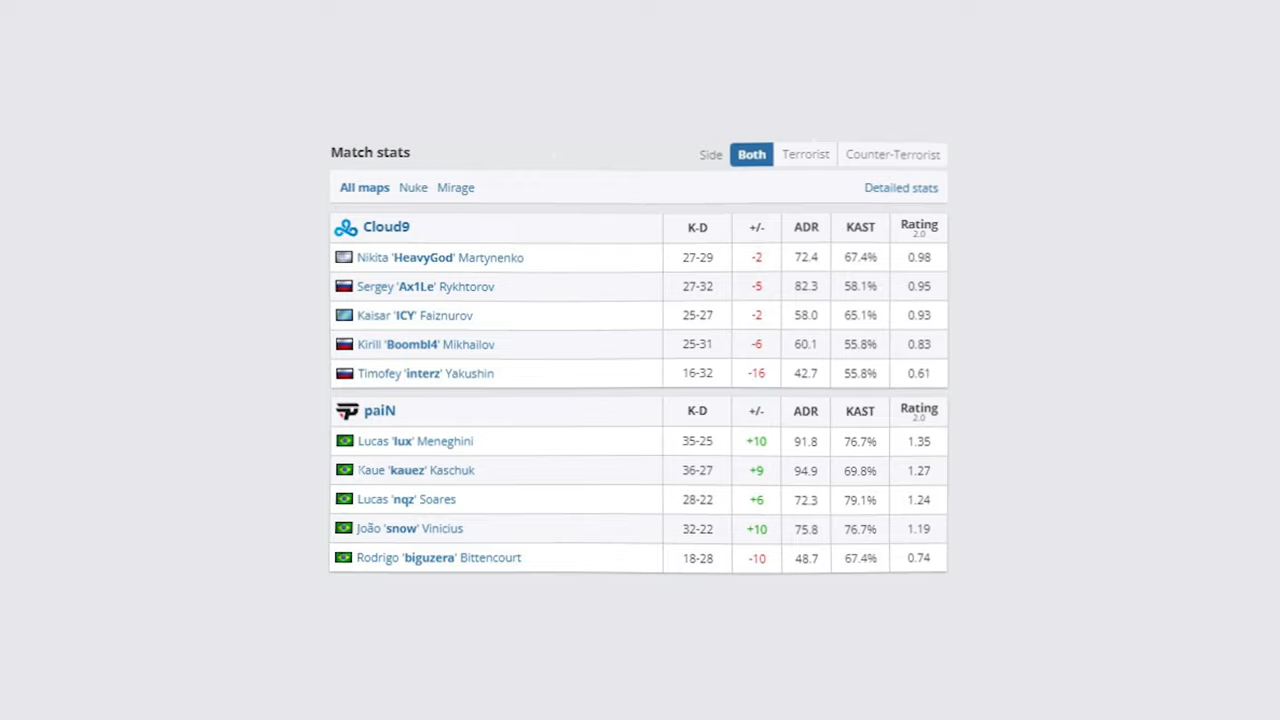 Match stats Side Both Terrorist Counter-Terrorist
All maps Nuke Mirage Detailed stats
Cloud9 K-D +/- ADR KAST Rating 2.0
Nikita 'HeavyGod' Martynenko 27-29 -2 72.4 67.4% 0.98
Sergey 'Ax1Le' Rykhtorov 27-32 -5 82.3 58.1% 0.95
Kaisar 'ICY' Faiznurov 25-27 -2 58.0 65.1% 0.93
Kirill 'Boombl4' Mikhailov 25-31 -6 60.1 55.8% 0.83
Timofey 'interz' Yakushin 16-32 -16 42.7 55.8% 0.61
paiN K-D +/- ADR KAST Rating 2.0
Lucas 'lux' Meneghini 35-25 +10 91.8 76.7% 1.35
Kaue 'kauez' Kaschuk 36-27 +9 94.9 69.8% 1.27
Lucas 'nqz' Soares 28-22 +6 72.3 79.1% 1.24
João 'snow' Vinicius 32-22 +10 75.8 76.7% 1.19
Rodrigo 'biguzera' Bittencourt 18-28 -10 48.7 67.4% 0.74